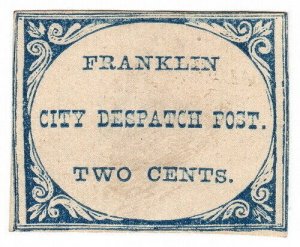 FRANKLIN
CITY DESPATCH POST.
TWO CENTS.